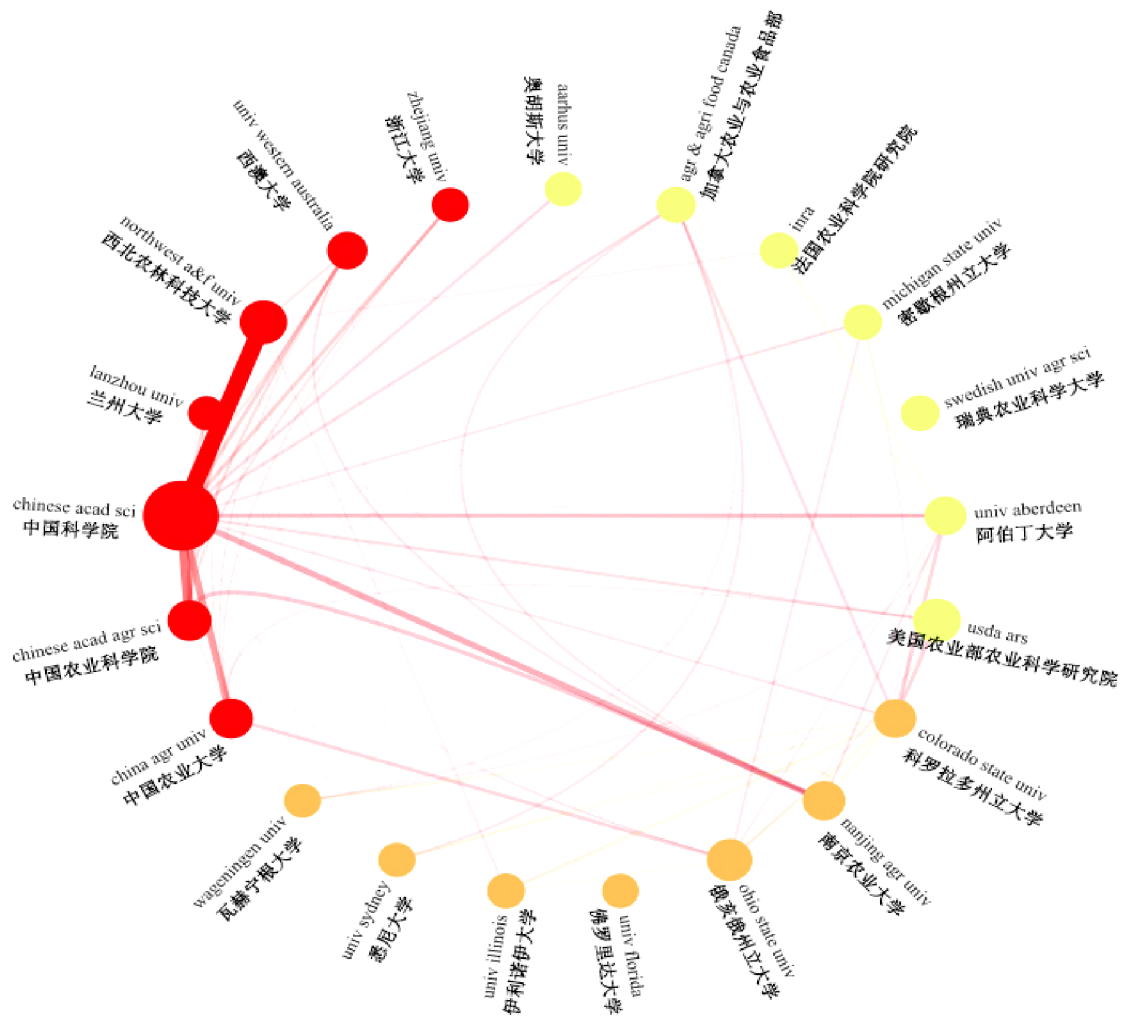 aarhus univ
奥胡斯大学
agr & agri food canada
加拿大农业与农业食品部
inra
法国农业科学院研究院
michigan state univ
密歇根州立大学
swedish univ agr sci
瑞典农业科学大学
univ aberdeen
阿伯丁大学
usda ars
美国农业部农业科学研究院
colorado state univ
科罗拉多州立大学
nanjing agr univ
南京农业大学
ohio state univ
俄亥俄州立大学
univ florida
佛罗里达大学
univ illinois
伊利诺伊大学
univ sydney
悉尼大学
wageningen univ
瓦赫宁根大学
china agr univ
中国农业大学
chinese acad agr sci
中国农业科学院
chinese acad sci
中国科学院
lanzhou univ
兰州大学
northwest a&f univ
西北农林科技大学
univ western australia
西澳大学
zhejiang univ
浙江大学